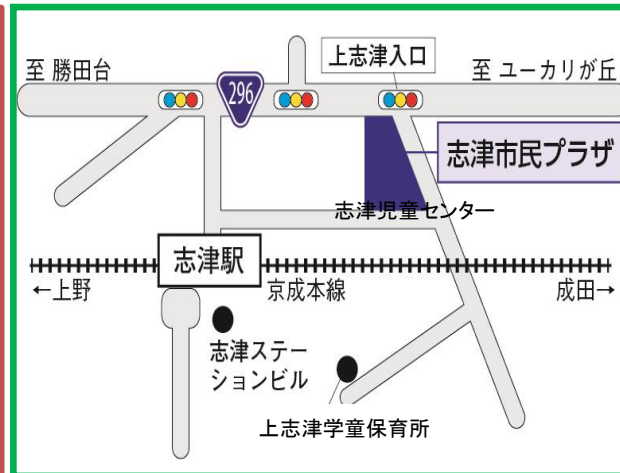 上志津入口
至 勝田台
至 ユーカリが丘
296
志津市民プラザ
志津児童センター
志津駅
←上野
京成本線
成田→
志津ステー
ションビル
上志津学童保育所